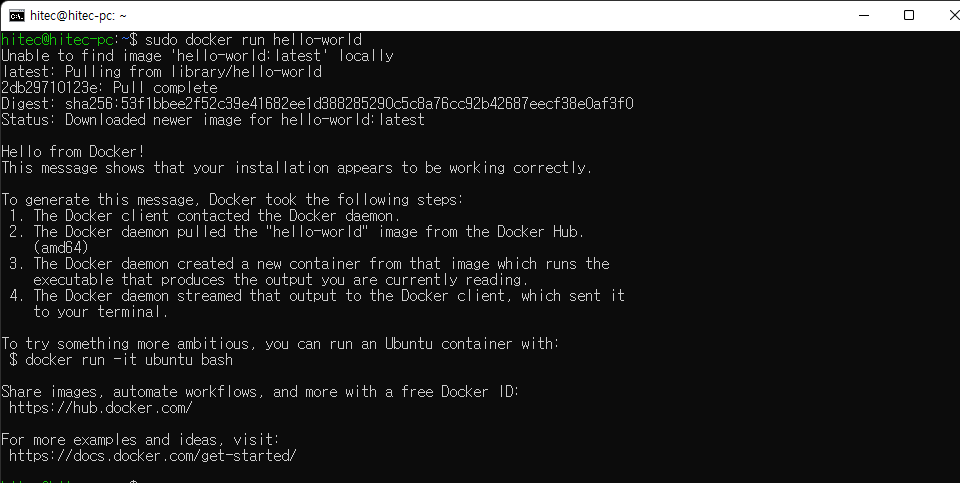 hitec@hitec-pc: ~
hitec@hitec-pc:~$ sudo docker run hello-world
Unable to find image 'hello-world:latest' locally
latest: Pulling from library/hello-world
2db29710123e: Pull complete
Digest: sha256:53f1bbee2f52c39e41682ee1d388285290c5c8a76cc92b42687eecf38e0af3f0
Status: Downloaded newer image for hello-world:latest
Hello from Docker!
This message shows that your installation appears to be working correctly.
To generate this message, Docker took the following steps:
1. The Docker client contacted the Docker daemon.
2. The Docker daemon pulled the "hello-world" image from the Docker Hub.
(amd64)
3. The Docker daemon created a new container from that image which runs the
executable that produces the output you are currently reading.
4. The Docker daemon streamed that output to the Docker client, which sent it
to your terminal.
To try something more ambitious, you can run an Ubuntu container with:
$ docker run -it ubuntu bash
Share images, automate workflows, and more with a free Docker ID:
https://hub.docker.com/
For more examples and ideas, visit:
https://docs.docker.com/get-started/